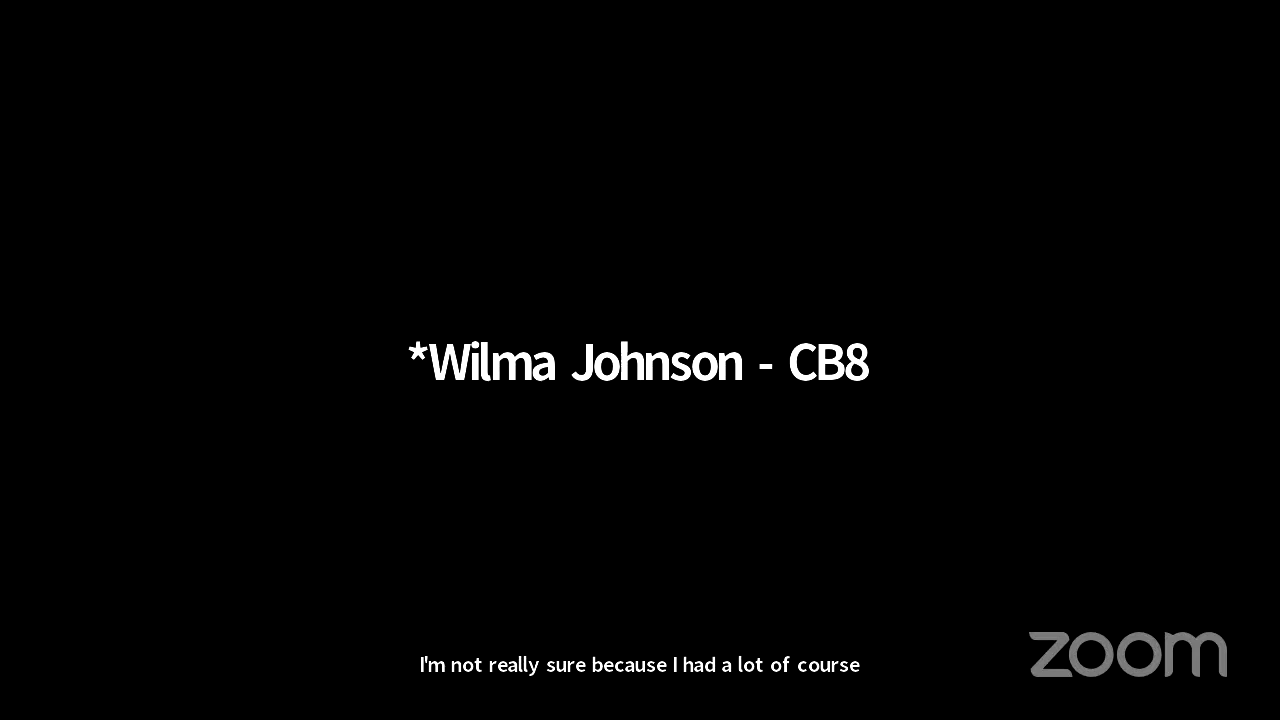 *Wilma Johnson - CB8
I'm not really sure because I had a lot of course
zoom